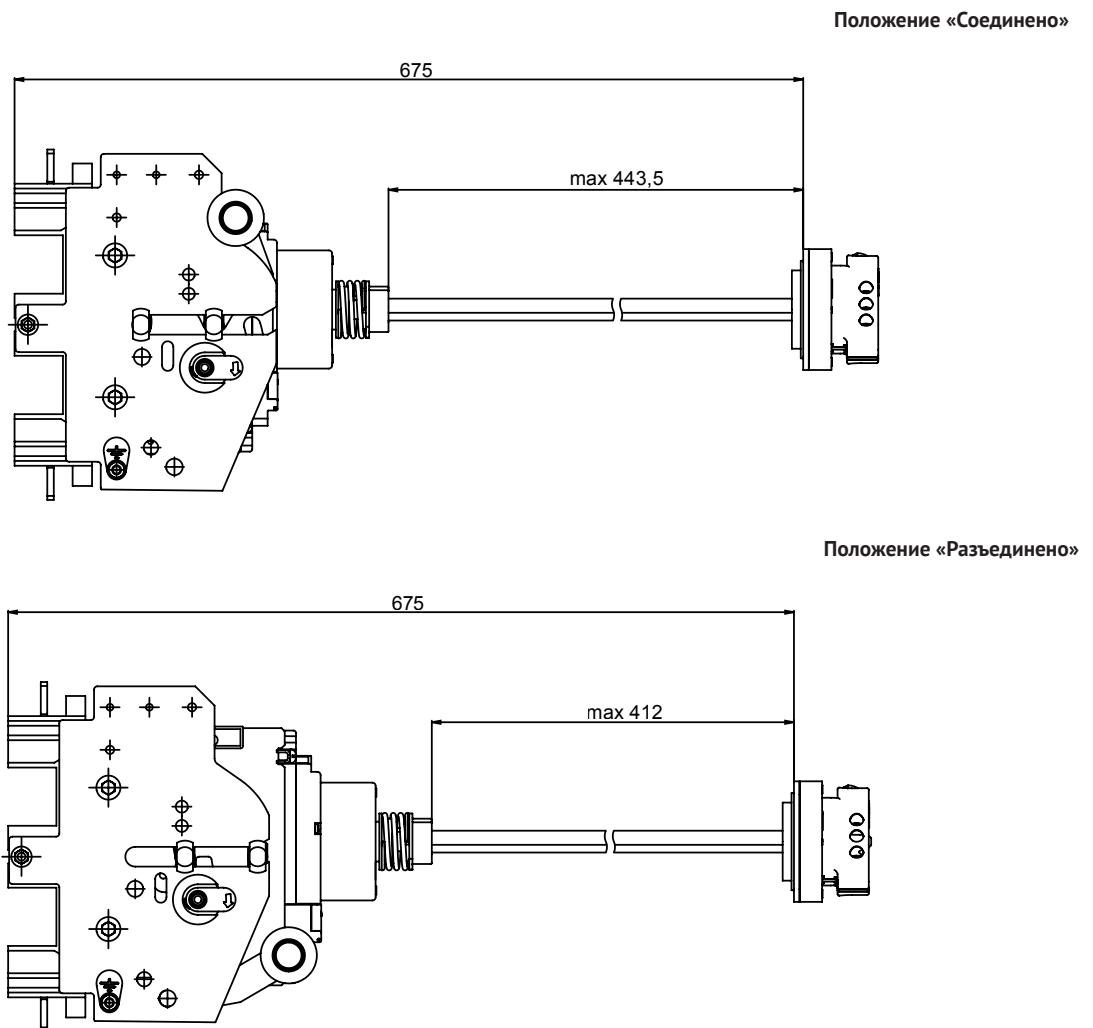 Положение «Соединено»
675
max 443,5
Положение «Разъединено»
675
max 412